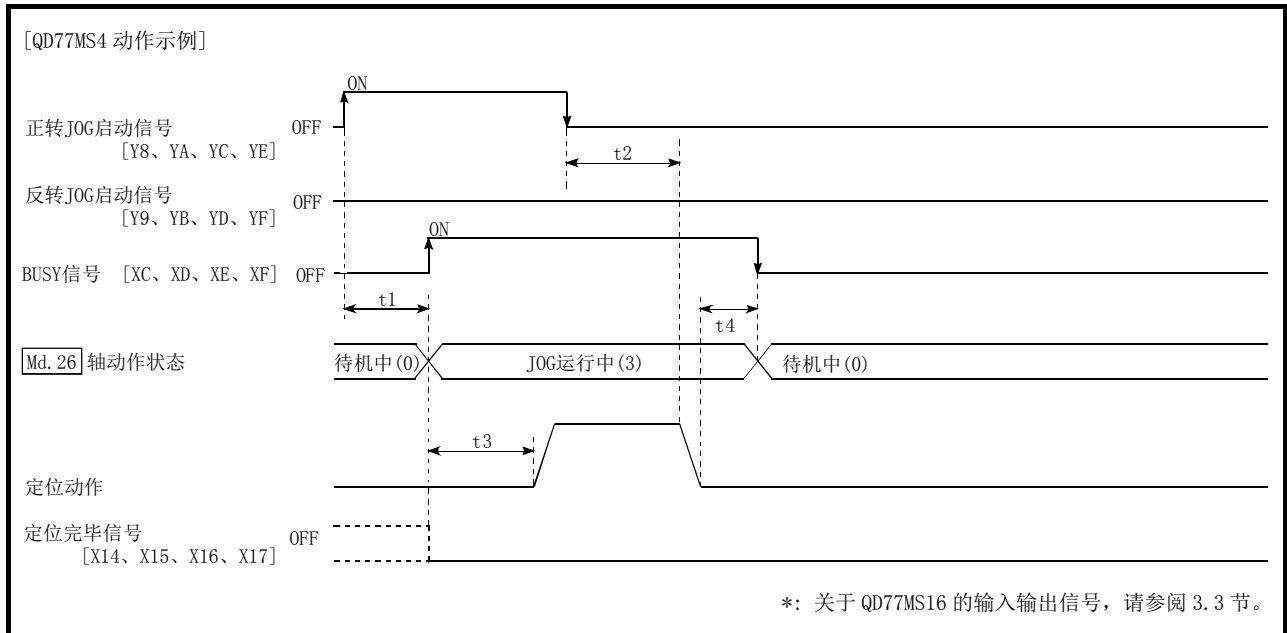 [QD77MS4 动作示例]
ON
正转JOG启动信号 OFF
[Y8、YA、YC、YE]
t2
反转JOG启动信号 OFF
[Y9、YB、YD、YF]
ON
BUSY信号 [XC、XD、XE、XF] OFF
t1
t4
Md.26 轴动作状态 待机中(0) JOG运行中(3) 待机中(0)
t3
定位动作
定位完毕信号 OFF
[X14、X15、X16、X17]
*: 关于 QD77MS16 的输入输出信号，请参阅 3.3 节。